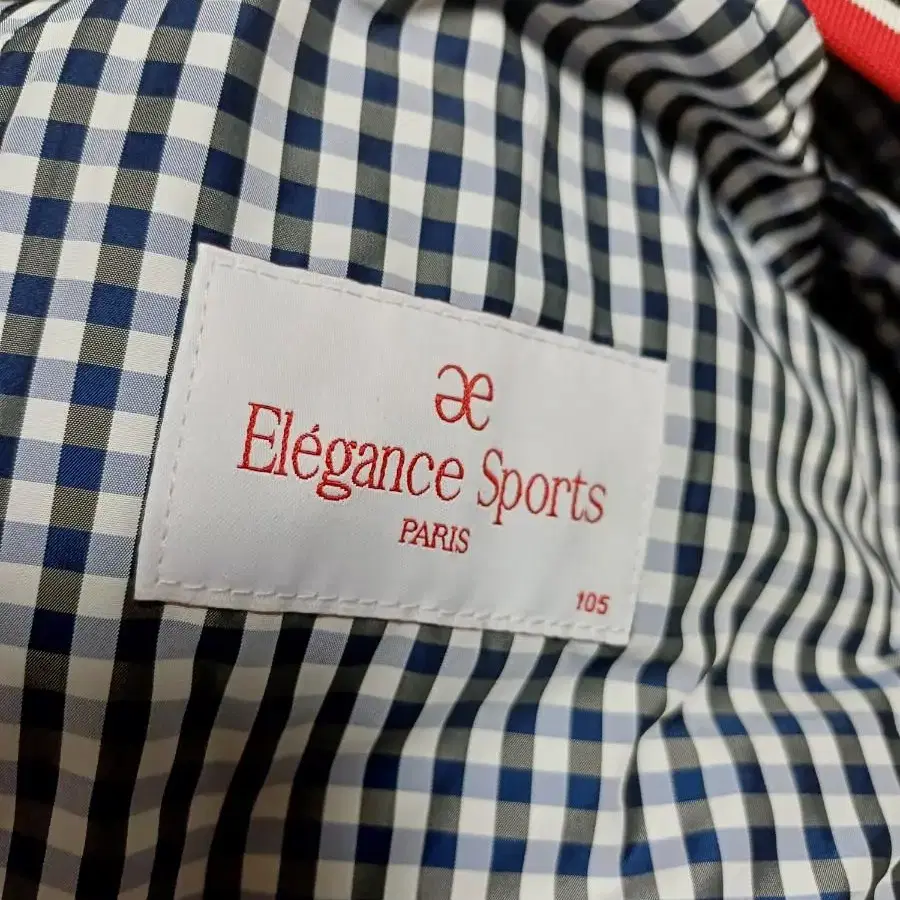 æ
Elégance Sports
PARIS
105